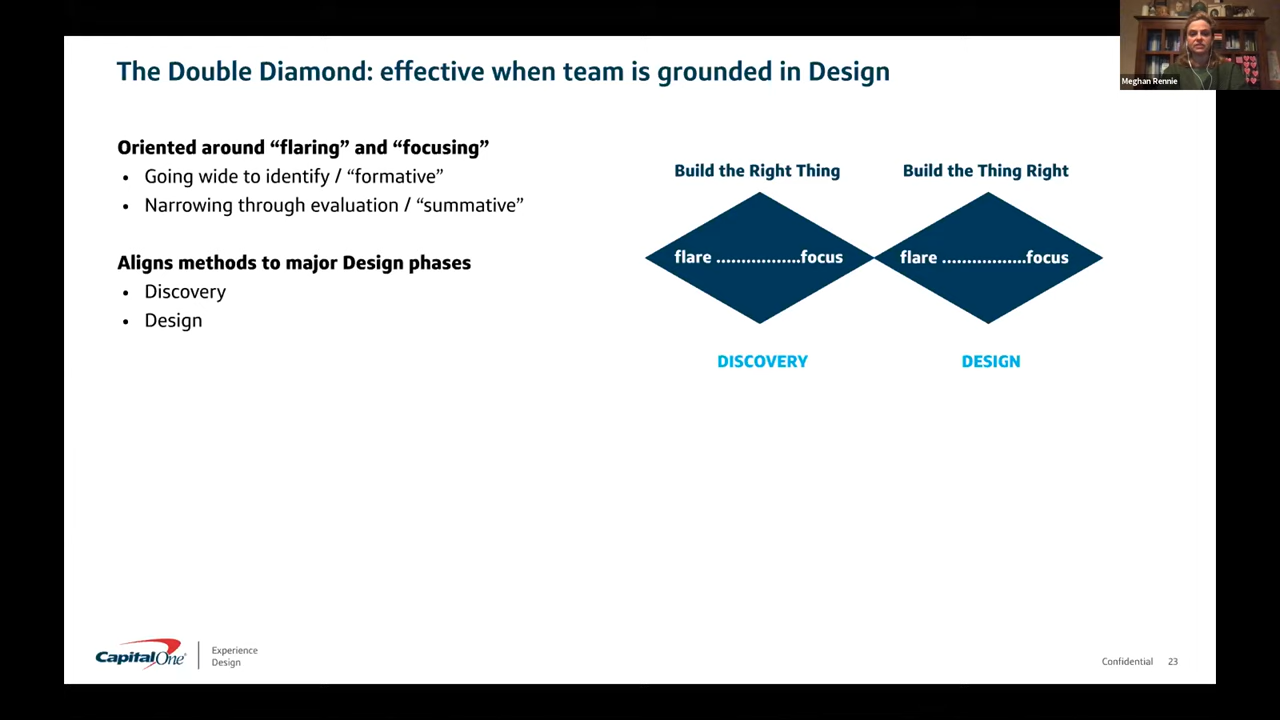 The Double Diamond: effective when team is grounded in Design
Meghan Rennie
Oriented around “flaring” and “focusing”
• Going wide to identify / “formative”
• Narrowing through evaluation / “summative”
Aligns methods to major Design phases
• Discovery
• Design
Build the Right Thing
Build the Thing Right
flare .................focus
flare .................focus
DISCOVERY
DESIGN
Capital One
Experience
Design
Confidential 23